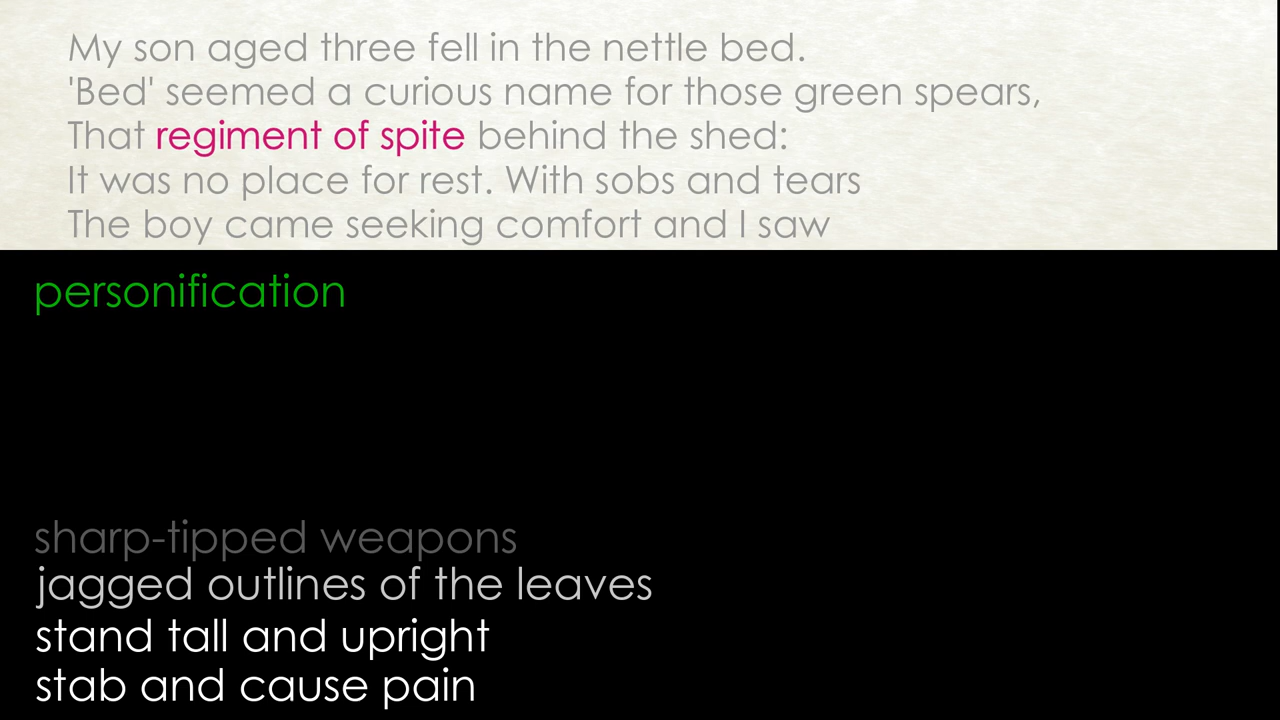 My son aged three fell in the nettle bed.
'Bed' seemed a curious name for those green spears,
That regiment of spite behind the shed:
It was no place for rest. With sobs and tears
The boy came seeking comfort and I saw
personification
sharp-tipped weapons
jagged outlines of the leaves
stand tall and upright
stab and cause pain